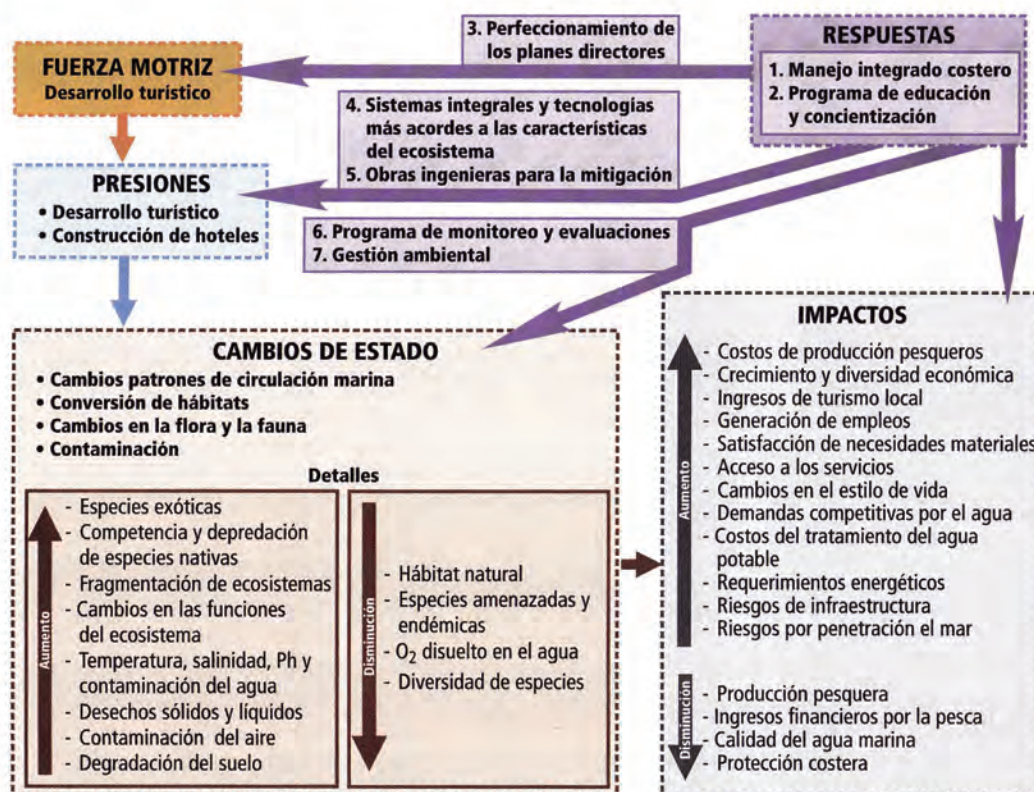 FUERZA MOTRIZ
Desarrollo turístico
3. Perfeccionamiento de
los planes directores
RESPUESTAS
1. Manejo integrado costero
2. Programa de educación
y concientización
4. Sistemas integrales y tecnologías
más acordes a las características
del ecosistema
5. Obras ingenieras para la mitigación
PRESIONES
• Desarrollo turístico
• Construcción de hoteles
6. Programa de monitoreo y evaluaciones
7. Gestión ambiental
CAMBIOS DE ESTADO
• Cambios patrones de circulación marina
• Conversión de hábitats
• Cambios en la flora y la fauna
• Contaminación
Detalles
Aumento
- Especies exóticas
- Competencia y depredación
de especies nativas
- Fragmentación de ecosistemas
- Cambios en las funciones
del ecosistema
- Temperatura, salinidad, Ph y
contaminación del agua
- Desechos sólidos y líquidos
- Contaminación del aire
- Degradación del suelo
Disminución
- Hábitat natural
- Especies amenazadas y
endémicas
- O2 disuelto en el agua
- Diversidad de especies
IMPACTOS
Aumento
- Costos de producción pesqueros
- Crecimiento y diversidad económica
- Ingresos de turismo local
- Generación de empleos
- Satisfacción de necesidades materiales
- Acceso a los servicios
- Cambios en el estilo de vida
- Demandas competitivas por el agua
- Costos del tratamiento del agua
potable
- Requerimientos energéticos
- Riesgos de infraestructura
- Riesgos por penetración el mar
Disminución
- Producción pesquera
- Ingresos financieros por la pesca
- Calidad del agua marina
- Protección costera